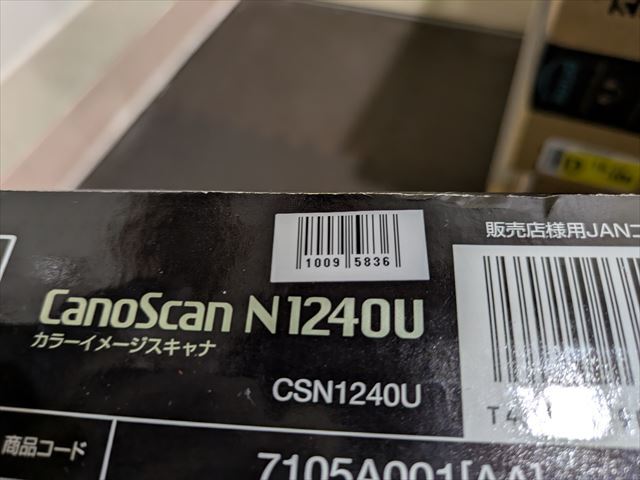 販売店様用JANコ
1009 5836
CanoScan N1240U
カラーイメージスキャナ
CSN1240U
T4
商品コード
7105A001[AA]